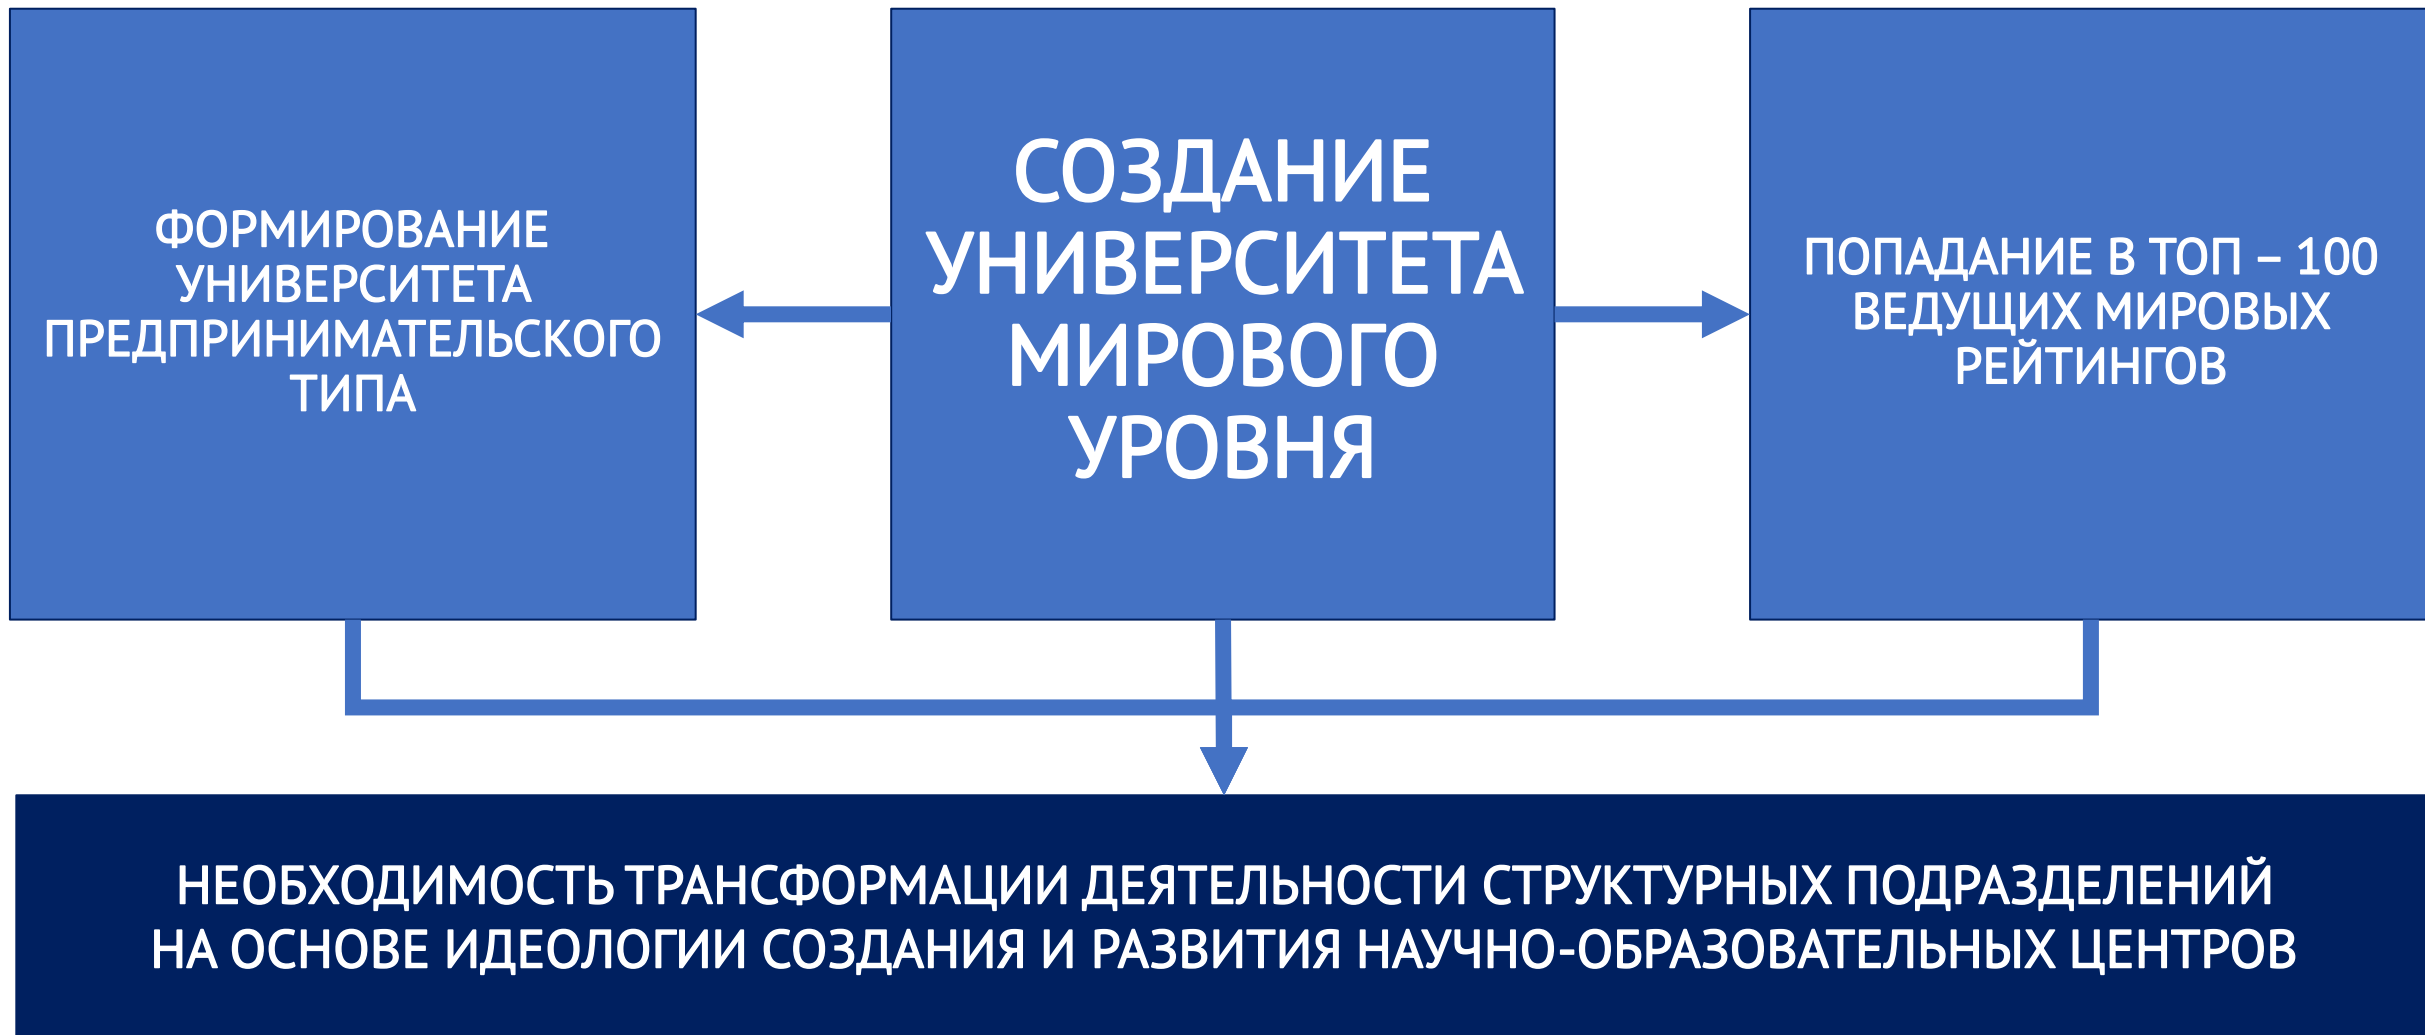 ФОРМИРОВАНИЕ
УНИВЕРСИТЕТА
ПРЕДПРИНИМАТЕЛЬСКОГО
ТИПА
СОЗДАНИЕ
УНИВЕРСИТЕТА
МИРОВОГО
УРОВНЯ
ПОПАДАНИЕ В ТОП – 100
ВЕДУЩИХ МИРОВЫХ
РЕЙТИНГОВ
НЕОБХОДИМОСТЬ ТРАНСФОРМАЦИИ ДЕЯТЕЛЬНОСТИ СТРУКТУРНЫХ ПОДРАЗДЕЛЕНИЙ
НА ОСНОВЕ ИДЕОЛОГИИ СОЗДАНИЯ И РАЗВИТИЯ НАУЧНО-ОБРАЗОВАТЕЛЬНЫХ ЦЕНТРОВ